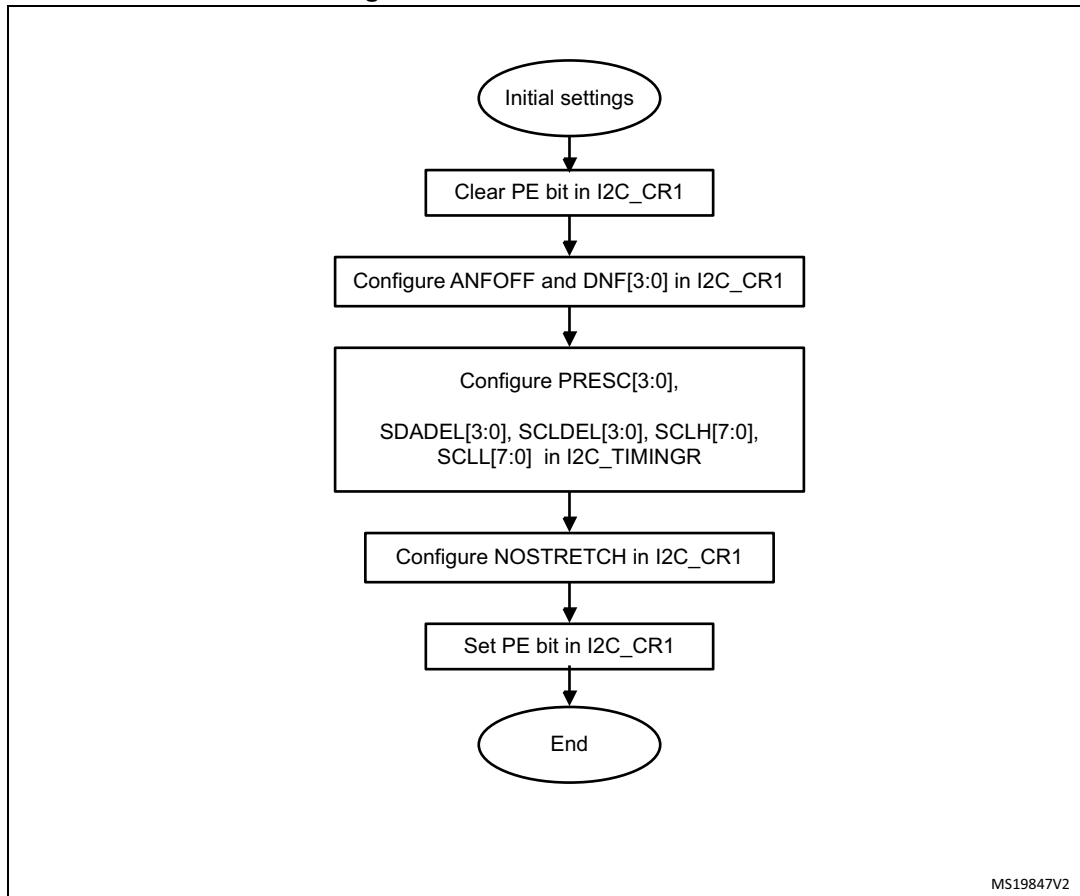 Initial settings
Clear PE bit in I2C_CR1
Configure ANFOFF and DNF[3:0] in I2C_CR1
Configure PRESC[3:0],
SDADEL[3:0], SCLDEL[3:0], SCLH[7:0],
SCLL[7:0] in I2C_TIMINGR
Configure NOSTRETCH in I2C_CR1
Set PE bit in I2C_CR1
End
MS19847V2